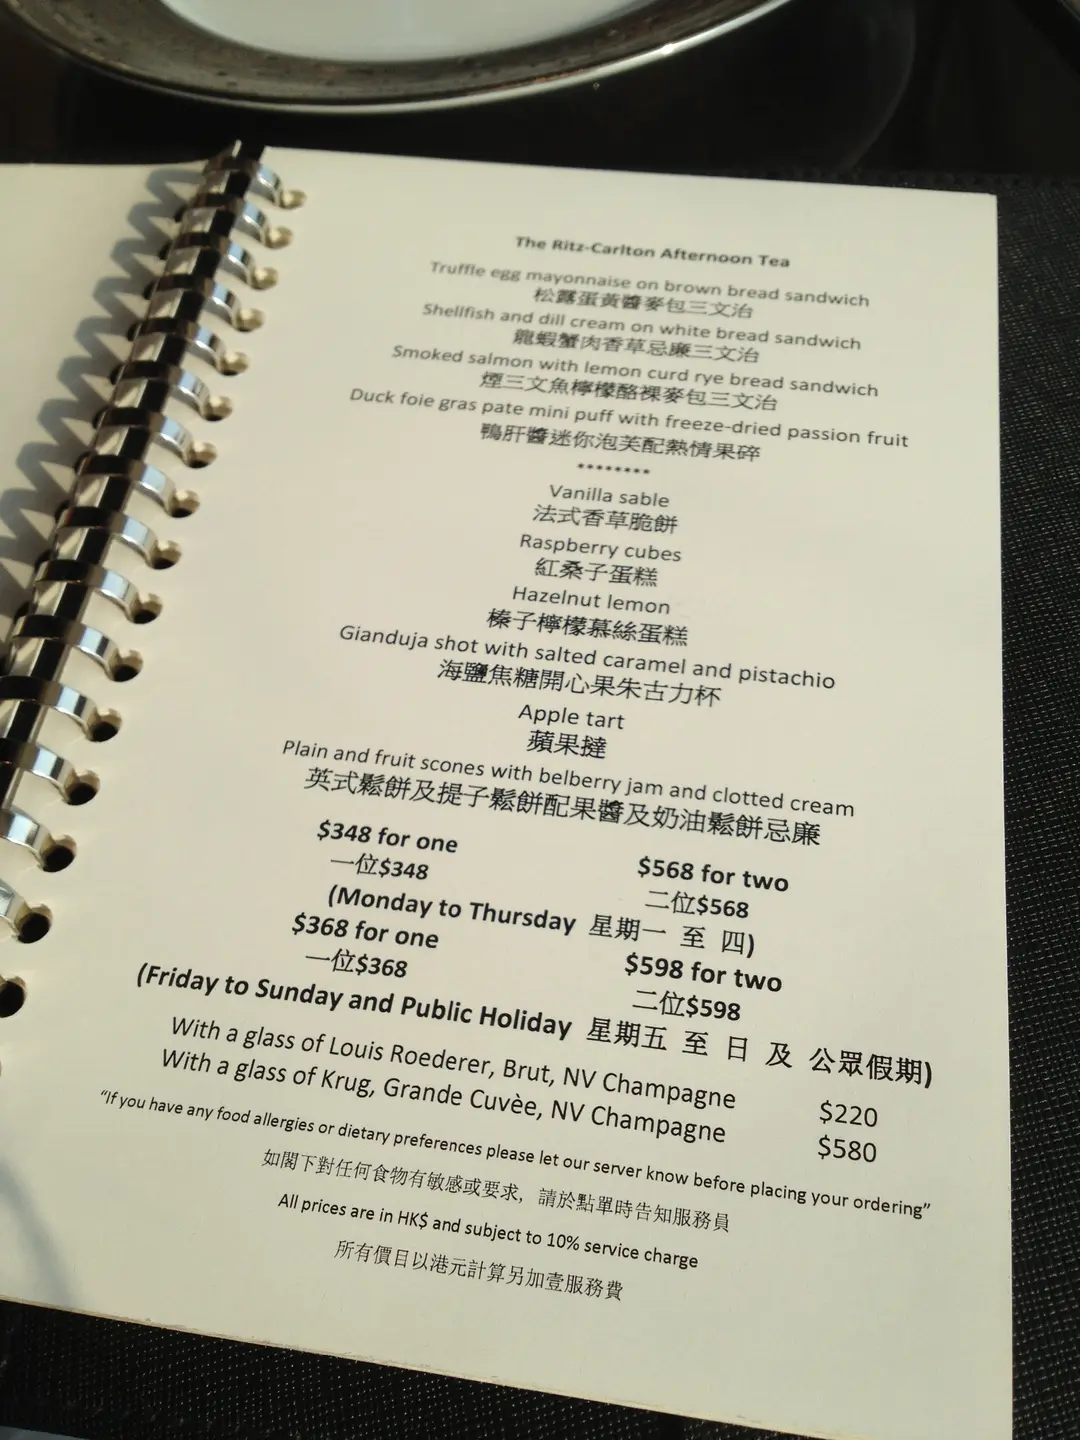 The Ritz-Carlton Afternoon Tea
Truffle egg mayonnaise on brown bread sandwich
松露蛋黃醬麥包三文治
Shellfish and dill cream on white bread sandwich
龍蝦蟹肉香草忌廉三文治
Smoked salmon with lemon curd rye bread sandwich
煙三文魚檸檬酪裸麥包三文治
Duck foie gras pate mini puff with freeze-dried passion fruit
鴨肝醬迷你泡芙配熱情果碎
********
Vanilla sable
法式香草脆餅
Raspberry cubes
紅桑子蛋糕
Hazelnut lemon
榛子檸檬慕絲蛋糕
Gianduja shot with salted caramel and pistachio
海鹽焦糖開心果朱古力杯
Apple tart
蘋果撻
Plain and fruit scones with belberry jam and clotted cream
英式鬆餅及提子鬆餅配果醬及奶油鬆餅忌廉
$348 for one $568 for two
一位$348 二位$568
(Monday to Thursday 星期一 至 四)
$368 for one $598 for two
一位$368 二位$598
(Friday to Sunday and Public Holiday 星期五 至 日 及 公眾假期)
With a glass of Louis Roederer, Brut, NV Champagne $220
With a glass of Krug, Grande Cuvèe, NV Champagne $580
"If you have any food allergies or dietary preferences please let our server know before placing your ordering"
如閣下對任何食物有敏感或要求, 請於點單時告知服務員
All prices are in HK$ and subject to 10% service charge
所有價目以港元計算另加壹服務費